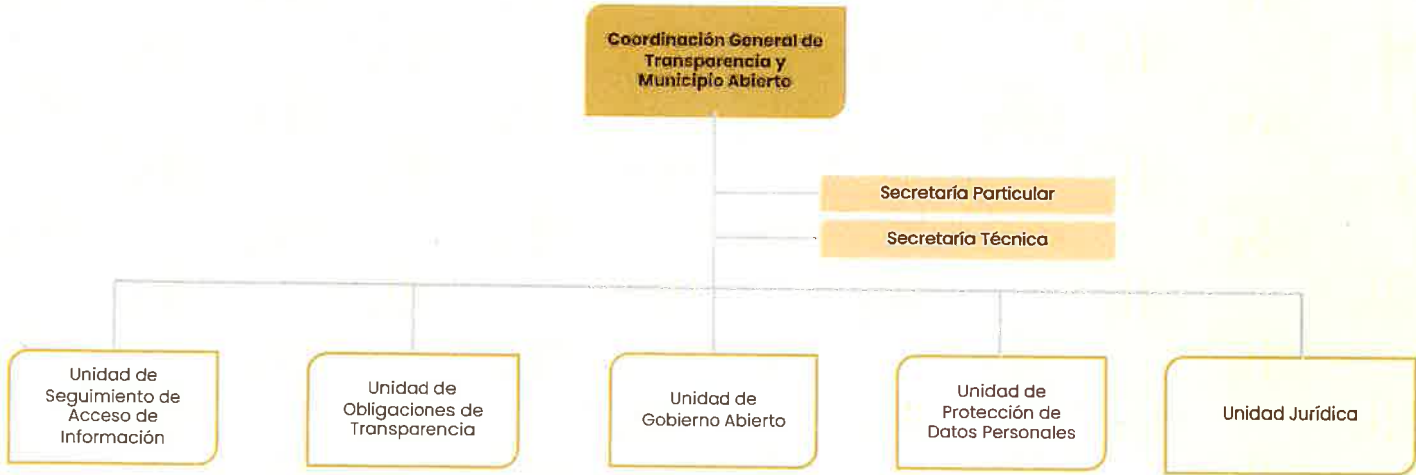 Coordinación General de
Transparencia y
Municipio Abierto
Secretaría Particular
Secretaría Técnica
Unidad de
Seguimiento de
Acceso de
Información
Unidad de
Obligaciones de
Transparencia
Unidad de
Gobierno Abierto
Unidad de
Protección de
Datos Personales
Unidad Jurídica